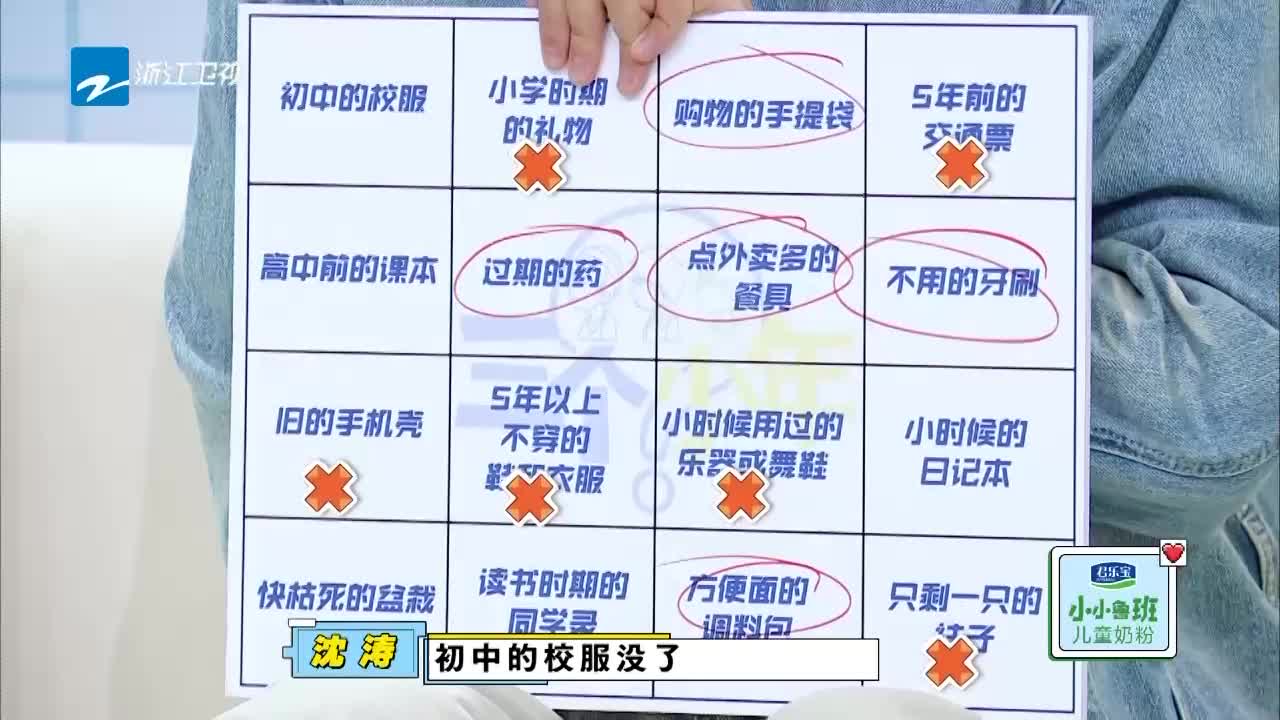 浙江卫视
初中的校服
小学时期
的礼物
购物的手提袋
5年前的
交通票
高中前的课本
过期的药
点外卖多的
餐具
不用的牙刷
三个少年
旧的手机壳
5年以上
不穿的
鞋和衣服
小时候用过的
乐器或舞鞋
小时候的
日记本
快枯死的盆栽
读书时期的
同学录
方便面的
调料包
只剩一只的
袜子
君乐宝
小小鲁班
儿童奶粉
沈涛
初中的校服没了